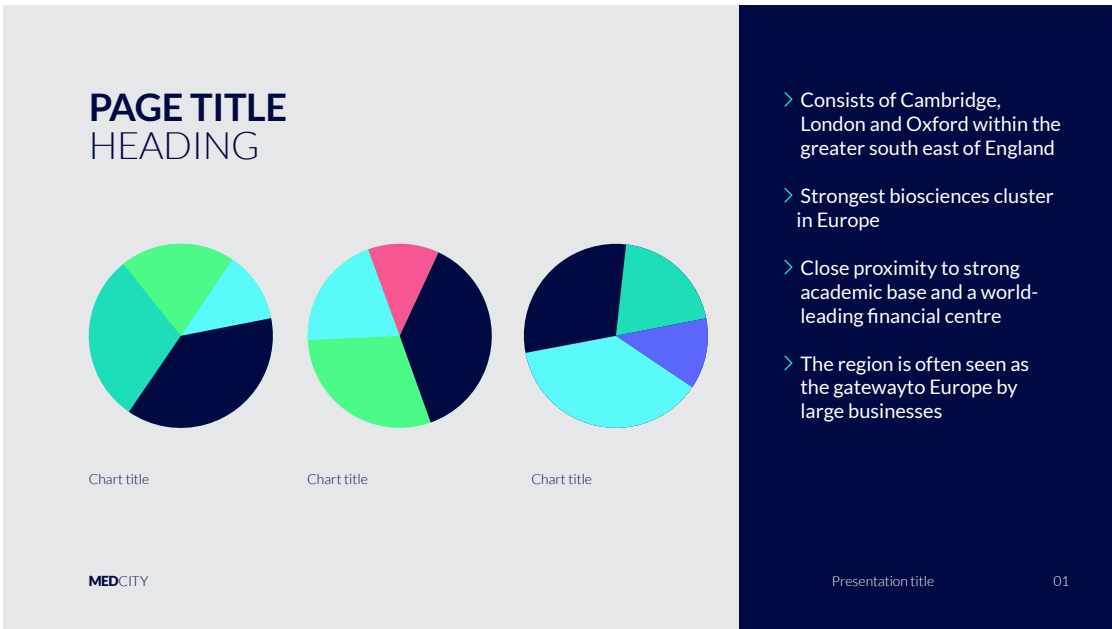 PAGE TITLE
HEADING
Chart title
Chart title
Chart title
MEDCITY
Consists of Cambridge,
London and Oxford within the
greater south east of England
Strongest biosciences cluster
in Europe
Close proximity to strong
academic base and a world-
leading financial centre
The region is often seen as
the gatewayto Europe by
large businesses
Presentation title
01